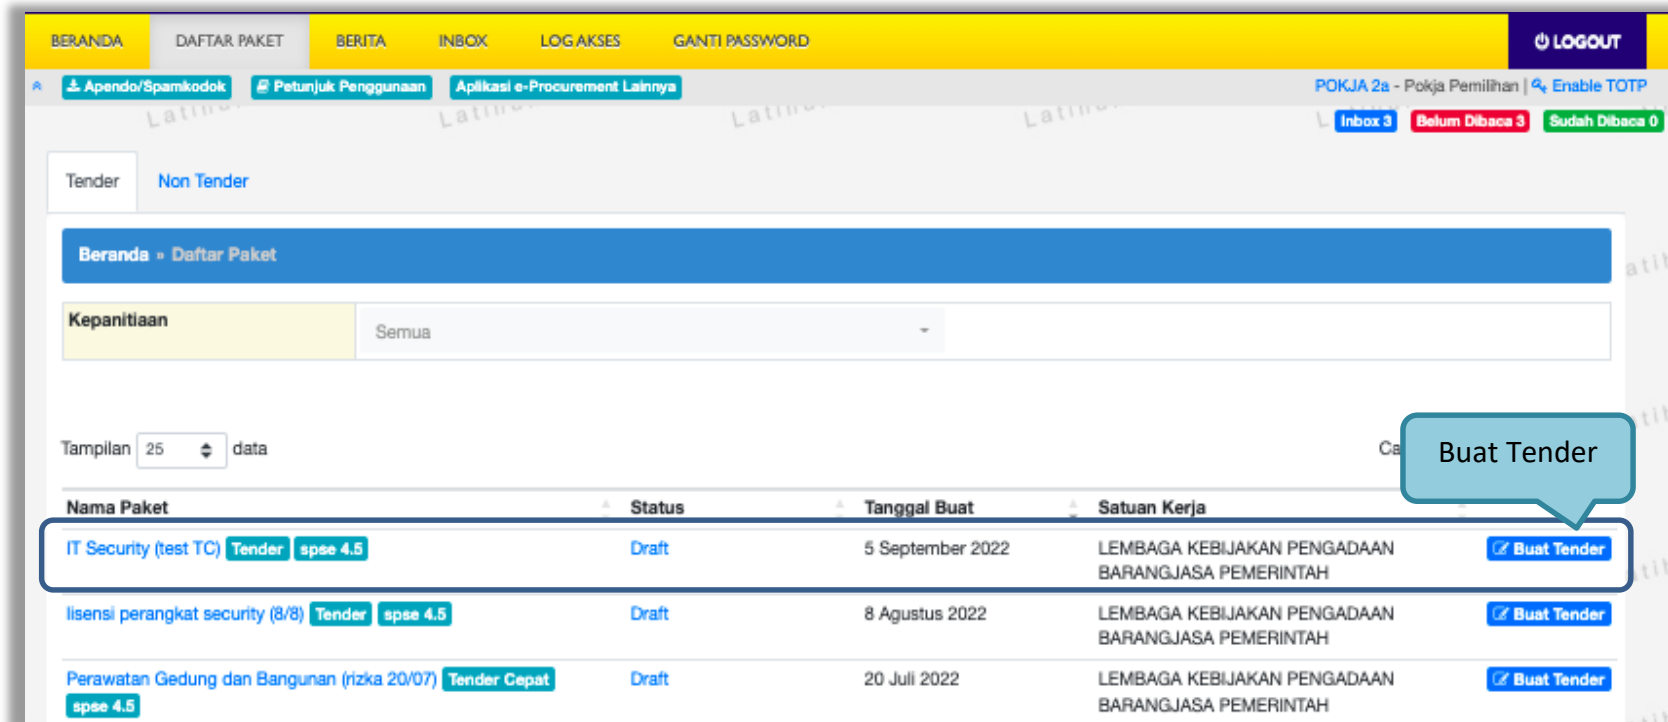 BERANDA DAFTAR PAKET BERITA INBOX LOG AKSES GANTI PASSWORD LOGOUT
Apendo/Spamkodok Petunjuk Penggunaan Aplikasi e-Procurement Lainnya POKJA 2a - Pokja Pemilihan | Enable TOTP
Inbox 3 Belum Dibaca 3 Sudah Dibaca 0
Tender Non Tender
Beranda » Daftar Paket
Kepanitiaan Semua
Tampilan 25 data
Buat Tender
Nama Paket Status Tanggal Buat Satuan Kerja
IT Security (test TC) Tender spse 4.5 Draft 5 September 2022 LEMBAGA KEBIJAKAN PENGADAAN Buat Tender
BARANGJASA PEMERINTAH
lisensi perangkat security (8/8) Tender spse 4.5 Draft 8 Agustus 2022 LEMBAGA KEBIJAKAN PENGADAAN Buat Tender
BARANGJASA PEMERINTAH
Perawatan Gedung dan Bangunan (rizka 20/07) Tender Cepat Draft 20 Juli 2022 LEMBAGA KEBIJAKAN PENGADAAN Buat Tender
spse 4.5 BARANGJASA PEMERINTAH